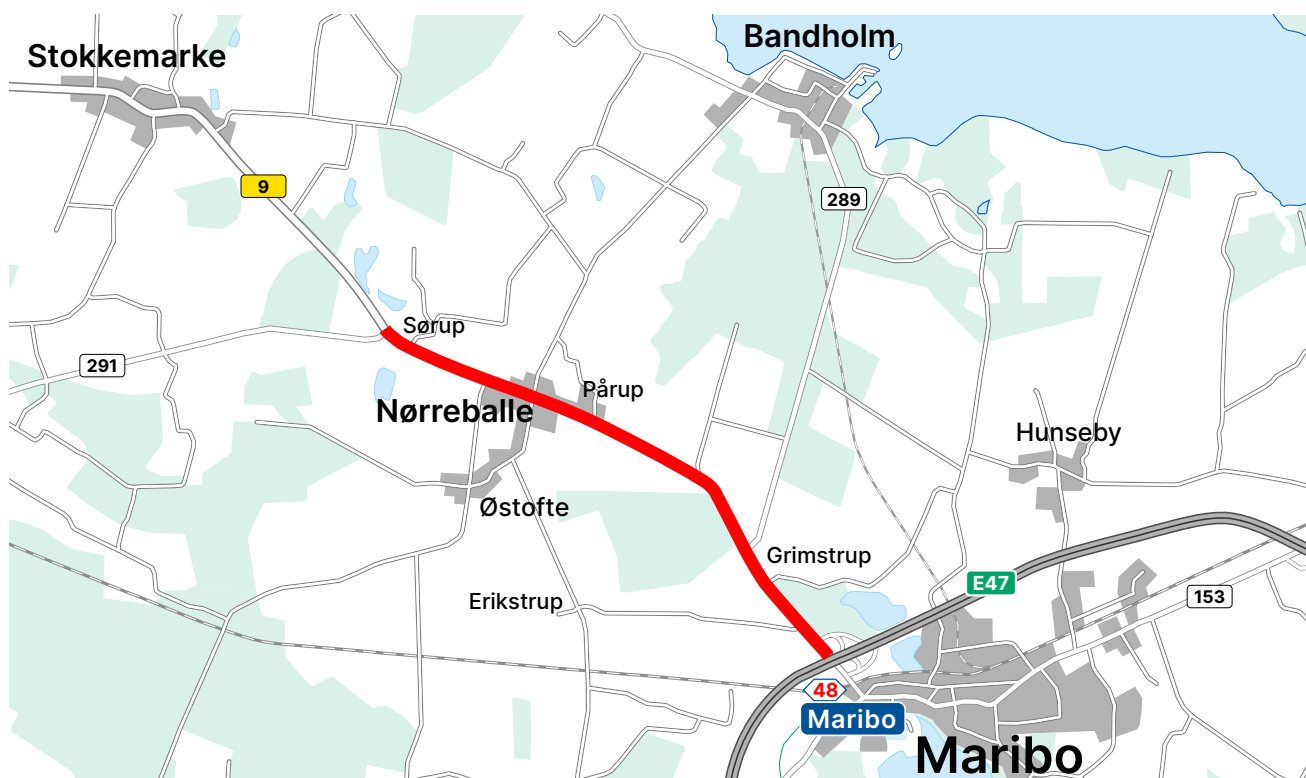 Bandholm
Stokkemarke
9
289
Sørup
291
Pårup
Nørreballe
Hunseby
Østofte
Grimstrup
E47
153
Erikstrup
48
Maribo
Maribo